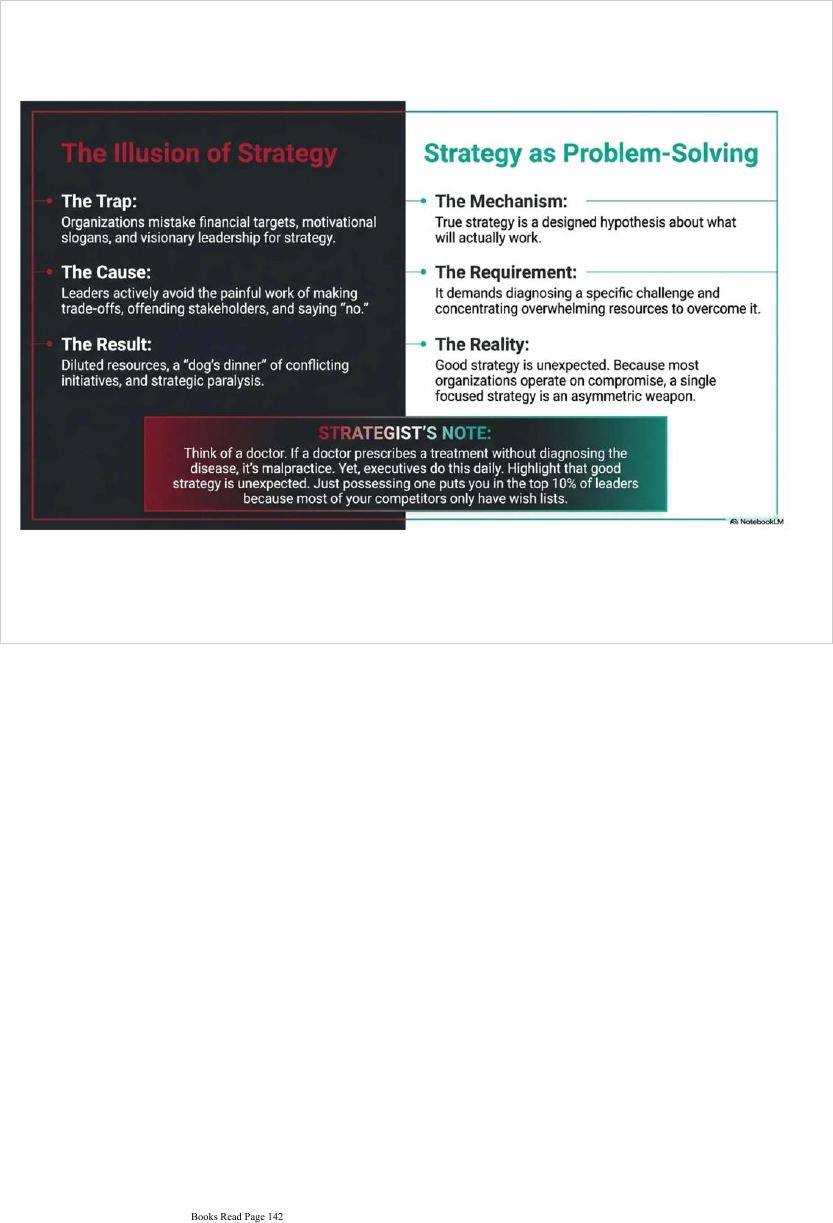 The Illusion of Strategy
The Trap:
Organizations mistake financial targets, motivational
slogans, and visionary leadership for strategy.
The Cause:
Leaders actively avoid the painful work of making
trade-offs, offending stakeholders, and saying “no.”
The Result:
Diluted resources, a “dog’s dinner” of conflicting
initiatives, and strategic paralysis.
Strategy as Problem-Solving
The Mechanism:
True strategy is a designed hypothesis about what
will actually work.
The Requirement:
It demands diagnosing a specific challenge and
concentrating overwhelming resources to overcome it.
The Reality:
Good strategy is unexpected. Because most
organizations operate on compromise, a single
focused strategy is an asymmetric weapon.
STRATEGIST’S NOTE:
Think of a doctor. If a doctor prescribes a treatment without diagnosing the
disease, it’s malpractice. Yet, executives do this daily. Highlight that good
strategy is unexpected. Just possessing one puts you in the top 10% of leaders
because most of your competitors only have wish lists.
NotebookLM
Books Read Page 142